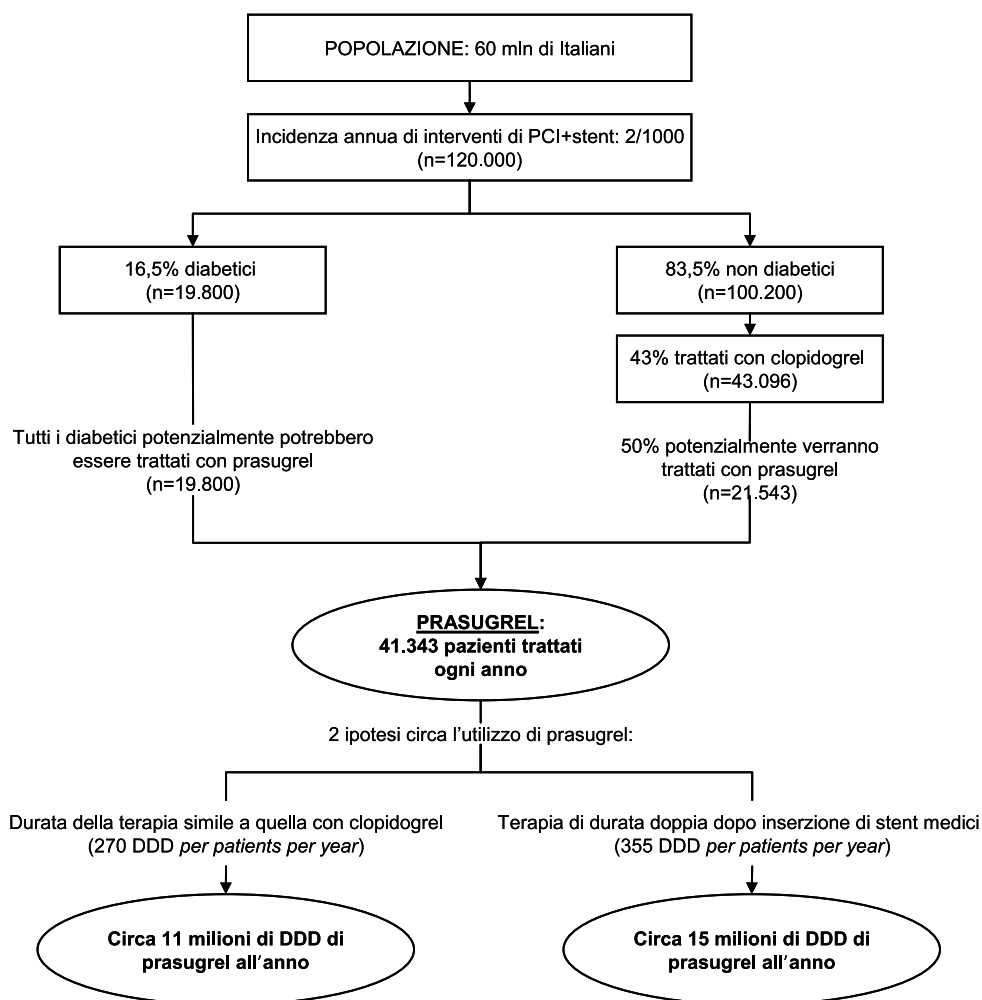 POPOLAZIONE: 60 mln di Italiani
Incidenza annua di interventi di PCI+stent: 2/1000
(n=120.000)
16,5% diabetici
(n=19.800)
83,5% non diabetici
(n=100.200)
43% trattati con clopidogrel
(n=43.096)
Tutti i diabetici potenzialmente potrebbero
essere trattati con prasugrel
(n=19.800)
50% potenzialmente verranno
trattati con prasugrel
(n=21.543)
PRASUGREL:
41.343 pazienti trattati
ogni anno
2 ipotesi circa l’utilizzo di prasugrel:
Durata della terapia simile a quella con clopidogrel
(270 DDD per patients per year)
Terapia di durata doppia dopo inserzione di stent medici
(355 DDD per patients per year)
Circa 11 milioni di DDD di
prasugrel all’anno
Circa 15 milioni di DDD di
prasugrel all’anno